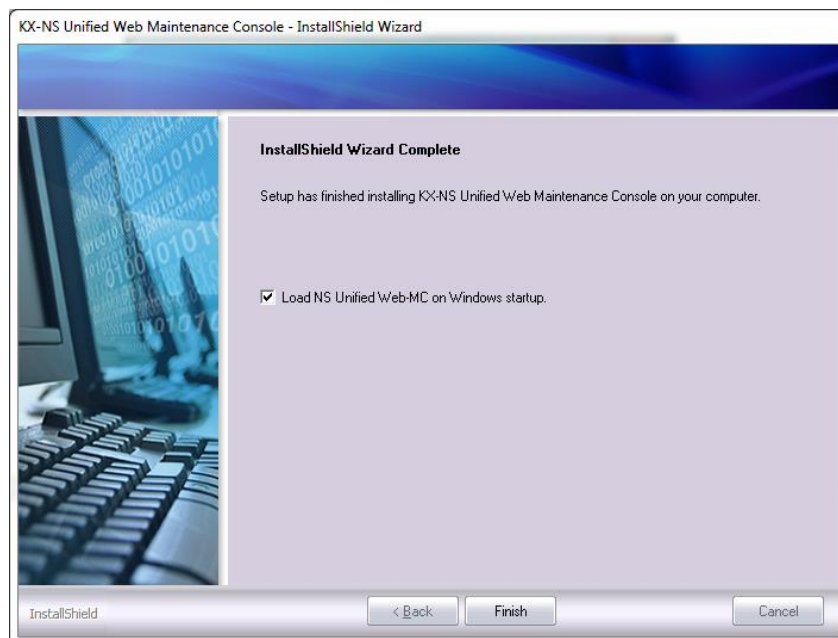 KX-NS Unified Web Maintenance Console - InstallShield Wizard
InstallShield Wizard Complete
Setup has finished installing KX-NS Unified Web Maintenance Console on your computer.
Load NS Unified Web-MC on Windows startup.
InstallShield
< Back
Finish
Cancel